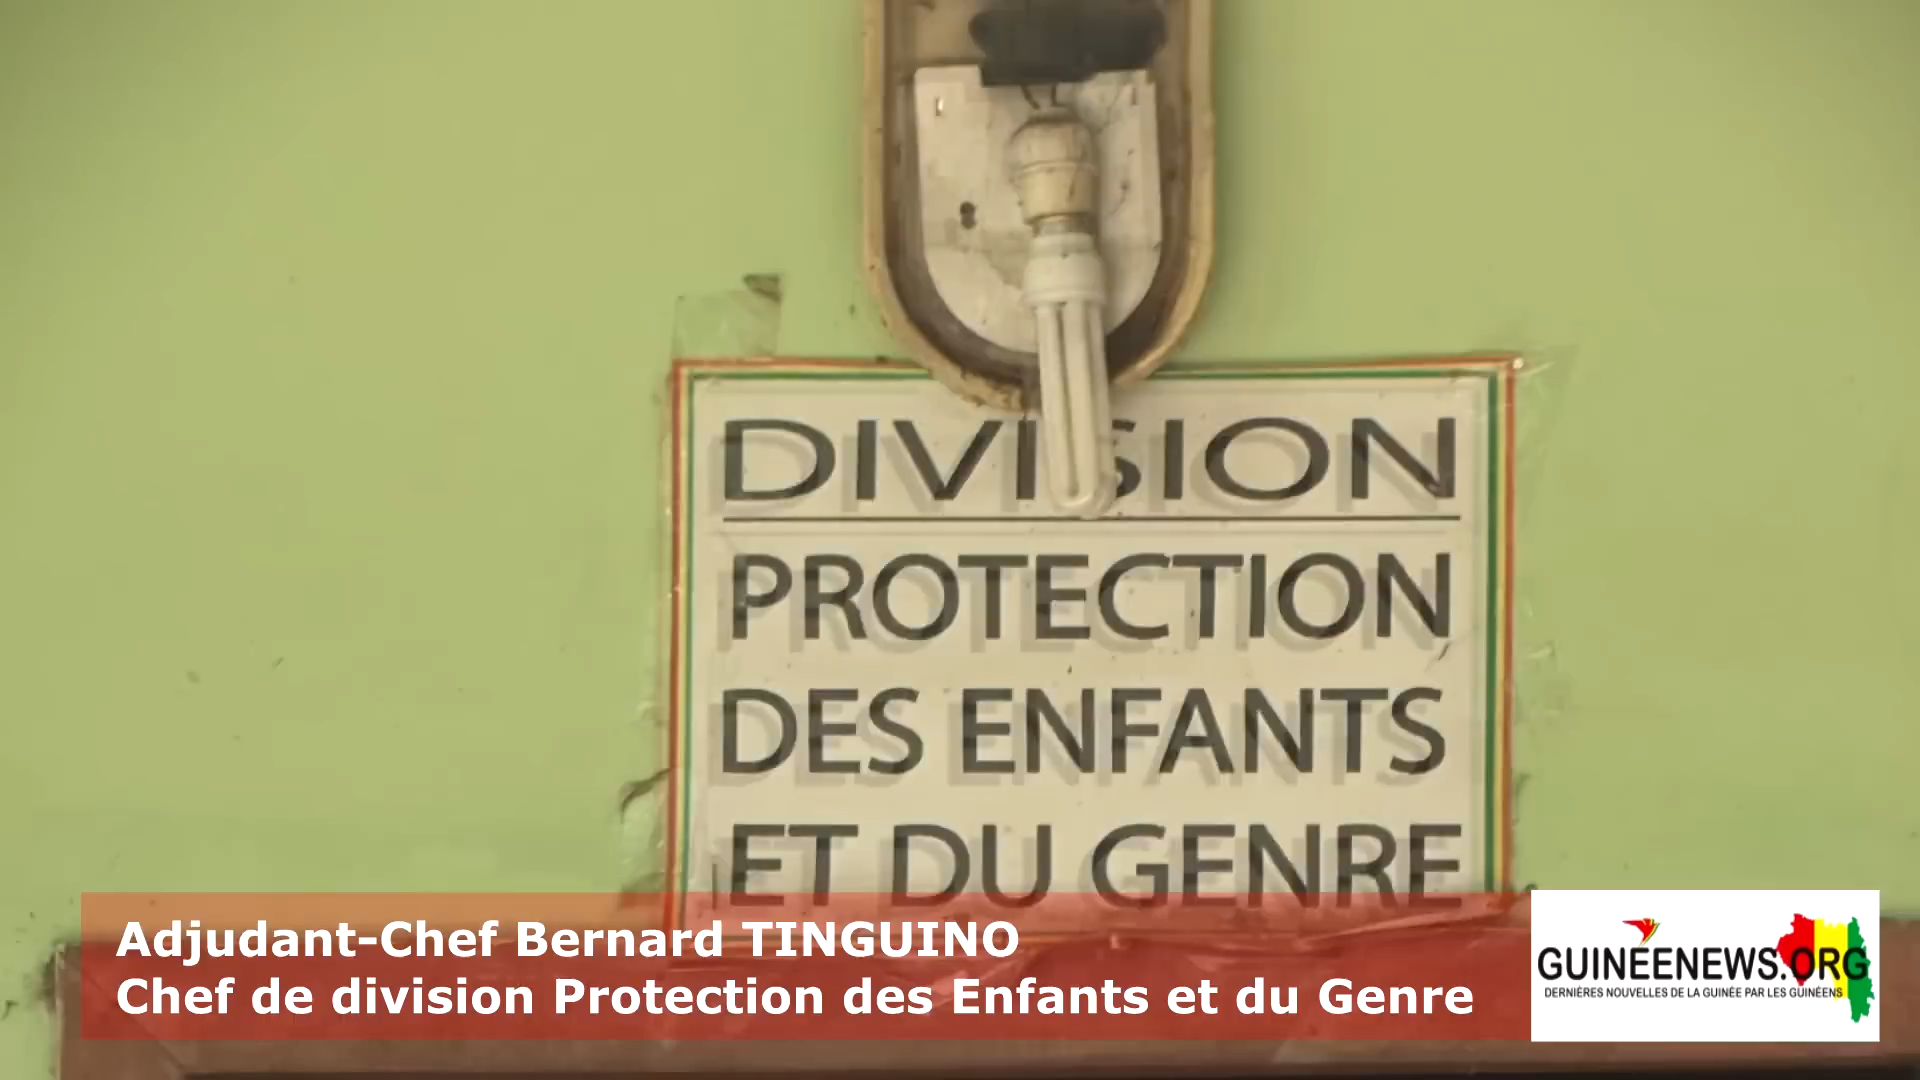 DIVISION
PROTECTION
DES ENFANTS
ET DU GENRE
Adjudant-Chef Bernard TINGUINO
Chef de division Protection des Enfants et du Genre
GUINÉENEWS.ORG
DERNIÈRES NOUVELLES DE LA GUINÉE PAR LES GUINÉENS